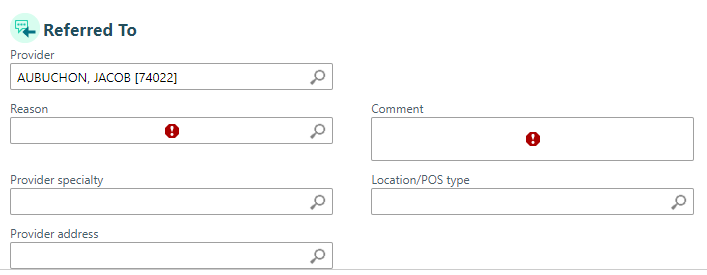 Referred To
Provider
AUBUCHON, JACOB [74022]
Reason
Comment
Provider specialty
Location/POS type
Provider address